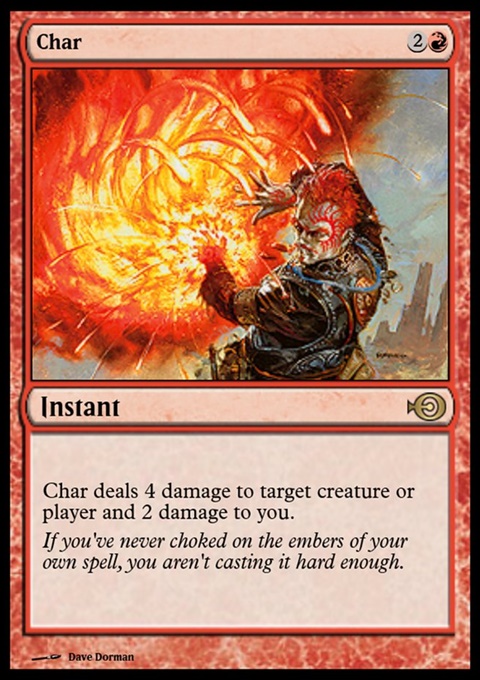 Char 2
Instant
Char deals 4 damage to target creature or
player and 2 damage to you.
If you've never choked on the embers of your
own spell, you aren't casting it hard enough.
Dave Dorman